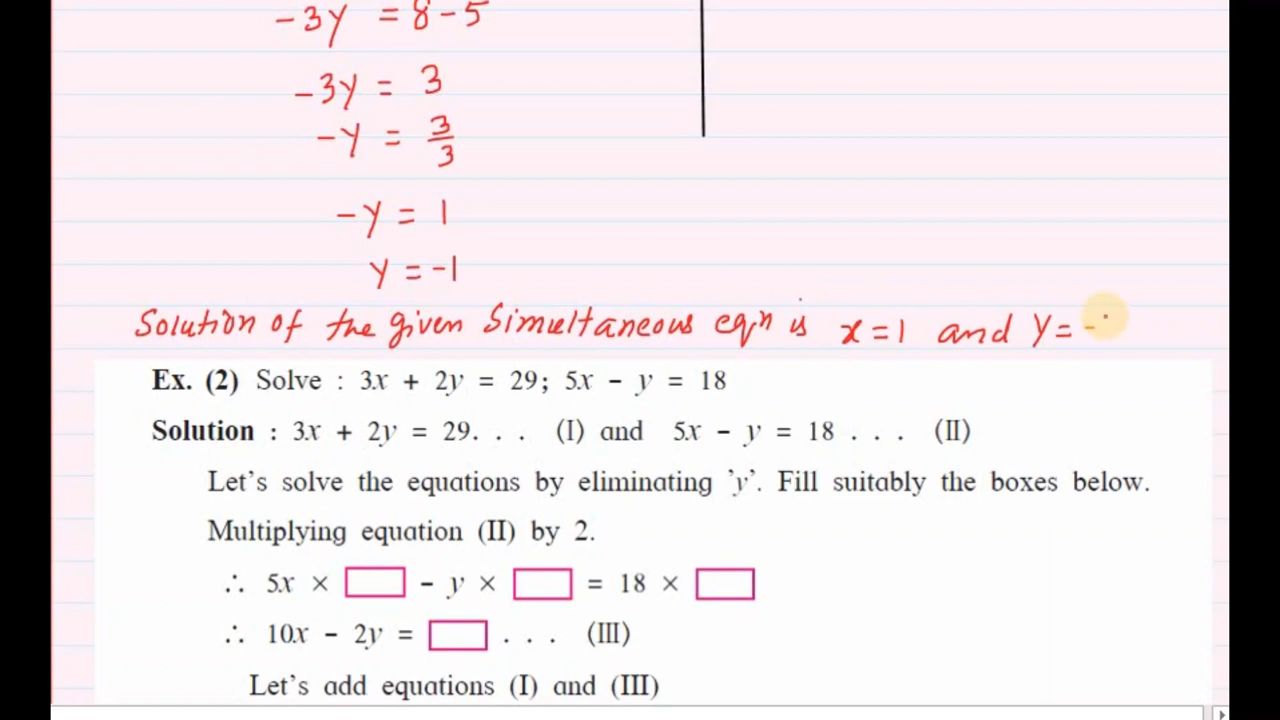 -3y = 8-5
-3y = 3
-y = 3/3
-y = 1
y = -1
Solution of the given Simultaneous eqn is x = 1 and y = -
Ex. (2) Solve : 3x + 2y = 29; 5x - y = 18
Solution : 3x + 2y = 29. . . (I) and 5x - y = 18 . . . (II)
Let's solve the equations by eliminating 'y'. Fill suitably the boxes below.
Multiplying equation (II) by 2.
∴ 5x × □ - y × □ = 18 × □
∴ 10x - 2y = □ . . . (III)
Let's add equations (I) and (III)